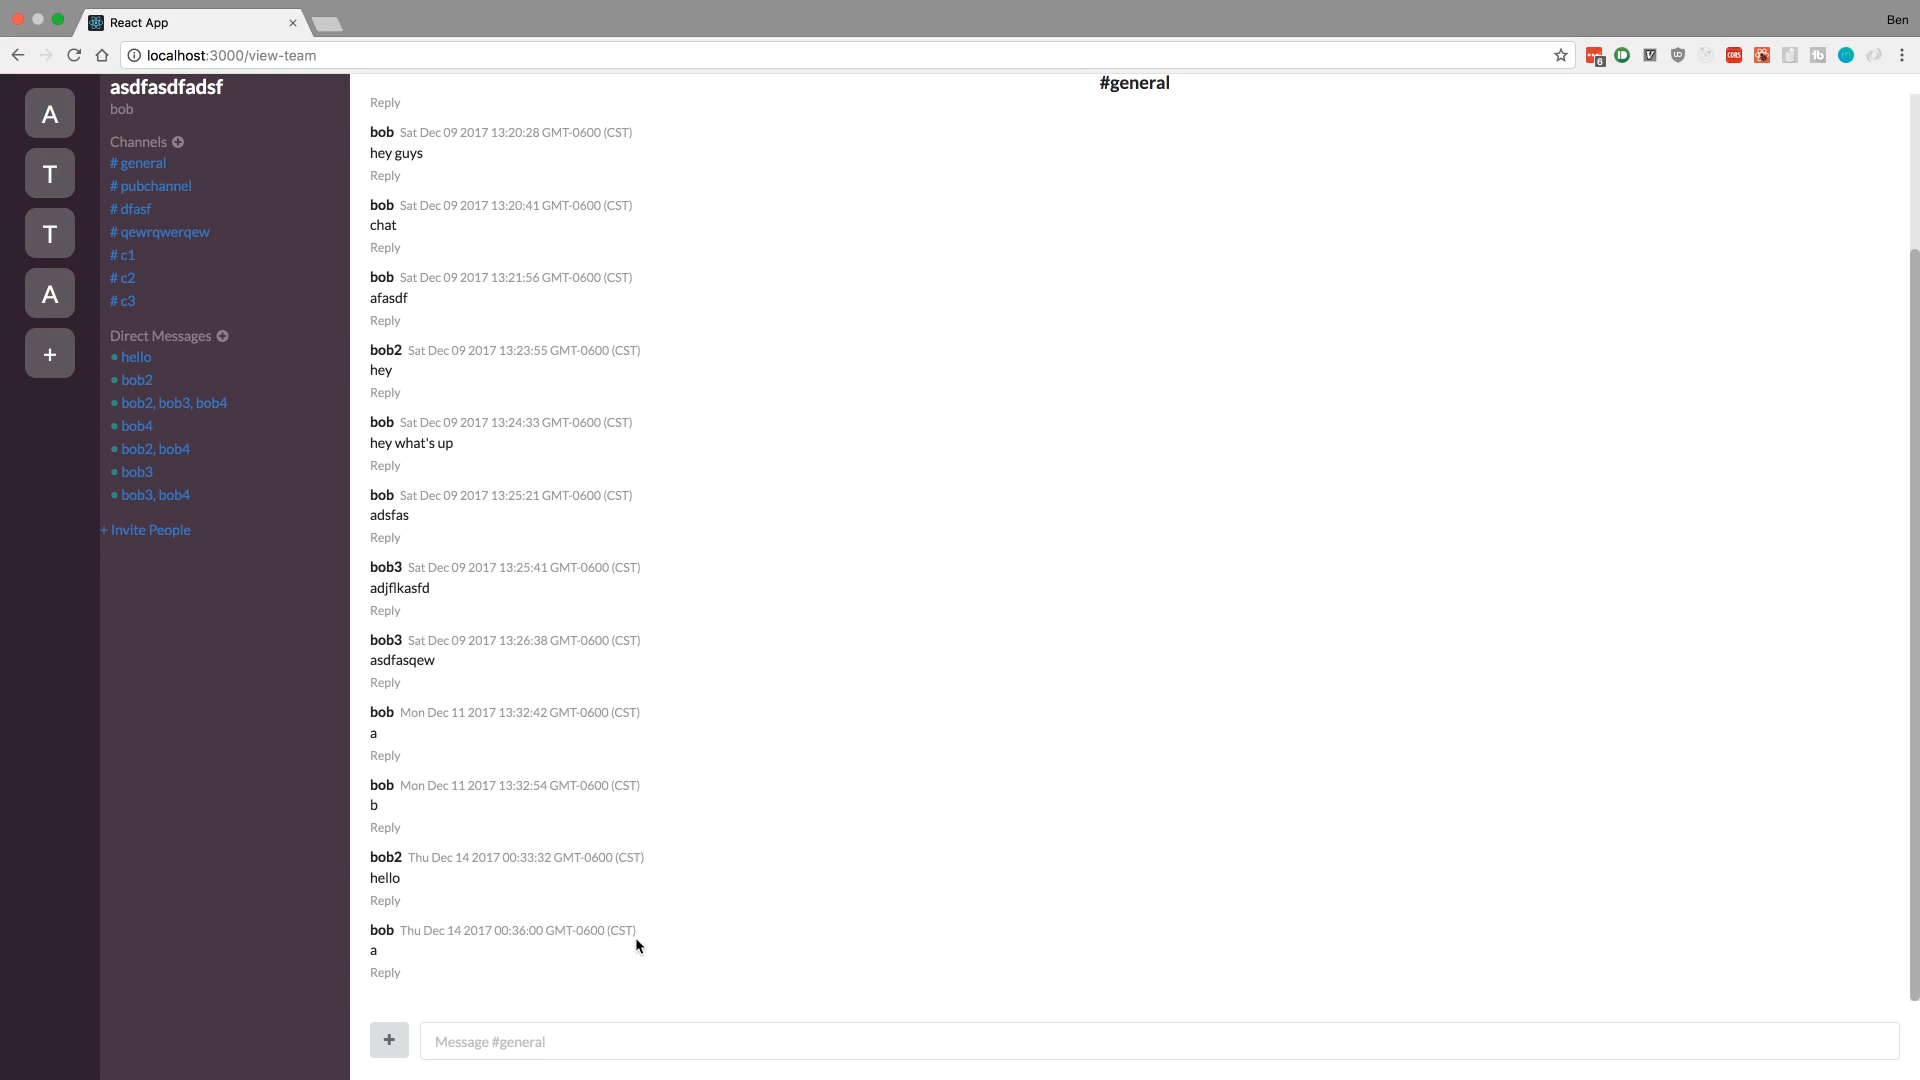 React App
Ben
localhost:3000/view-team
6
CORS
A
T
T
A
+
asdfasdfadsf
bob
Channels
# general
# pubchannel
# dfasf
# qewrqwerqew
# c1
# c2
# c3
Direct Messages
hello
bob2
bob2, bob3, bob4
bob4
bob2, bob4
bob3
bob3, bob4
+ Invite People
#general
Reply
bob Sat Dec 09 2017 13:20:28 GMT-0600 (CST)
hey guys
Reply
bob Sat Dec 09 2017 13:20:41 GMT-0600 (CST)
chat
Reply
bob Sat Dec 09 2017 13:21:56 GMT-0600 (CST)
afasdf
Reply
bob2 Sat Dec 09 2017 13:23:55 GMT-0600 (CST)
hey
Reply
bob Sat Dec 09 2017 13:24:33 GMT-0600 (CST)
hey what's up
Reply
bob Sat Dec 09 2017 13:25:21 GMT-0600 (CST)
adsfas
Reply
bob3 Sat Dec 09 2017 13:25:41 GMT-0600 (CST)
adjflkasfd
Reply
bob3 Sat Dec 09 2017 13:26:38 GMT-0600 (CST)
asdfasqew
Reply
bob Mon Dec 11 2017 13:32:42 GMT-0600 (CST)
a
Reply
bob Mon Dec 11 2017 13:32:54 GMT-0600 (CST)
b
Reply
bob2 Thu Dec 14 2017 00:33:32 GMT-0600 (CST)
hello
Reply
bob Thu Dec 14 2017 00:36:00 GMT-0600 (CST)
a
Reply
+
Message #general